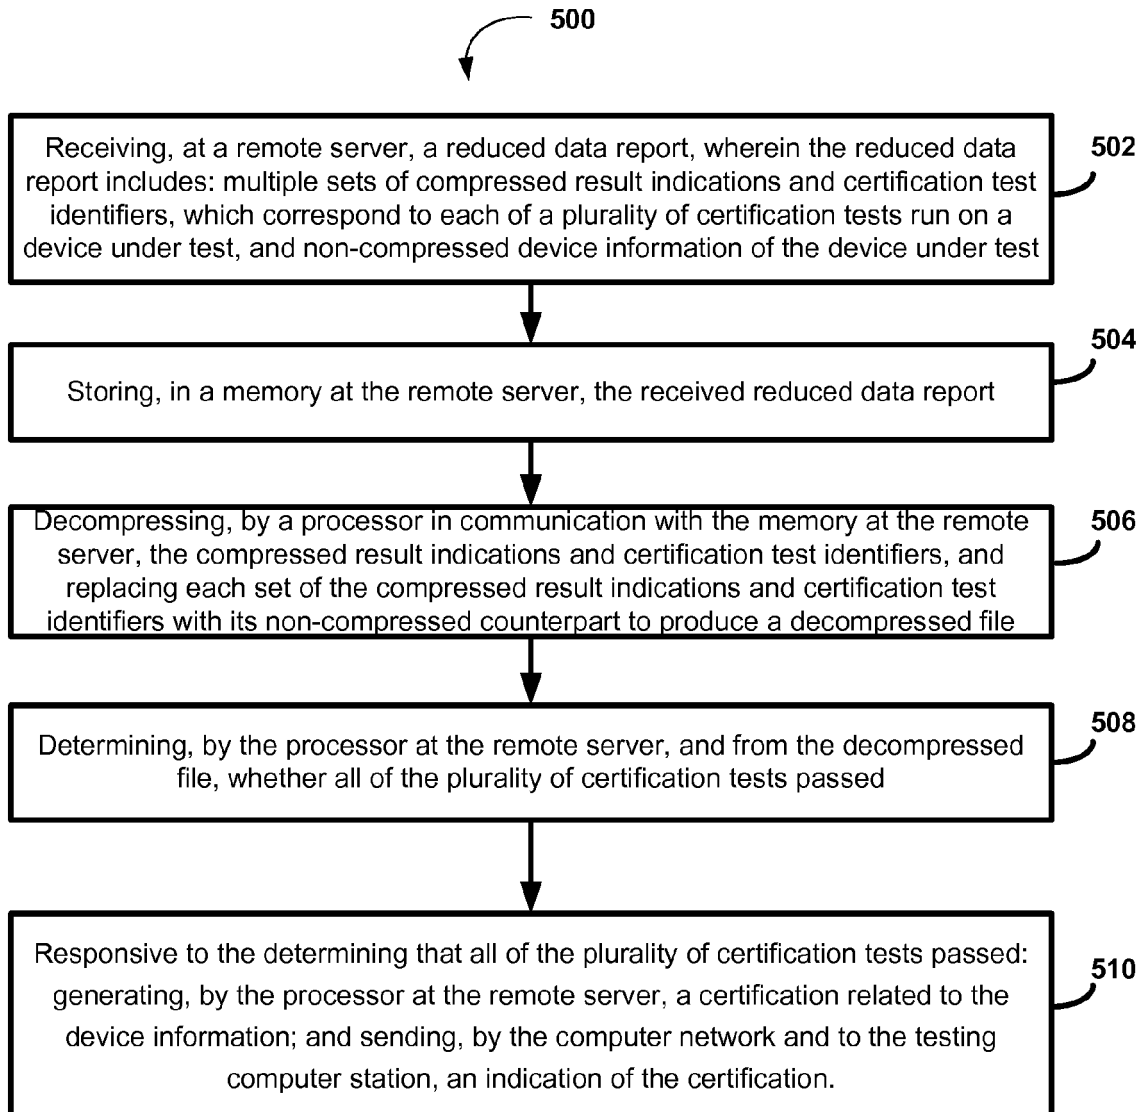 500
Receiving, at a remote server, a reduced data
report, wherein the reduced data
report includes: multiple sets of compressed result indications and certification test
identifiers, which correspond to each of a plurality of certification tests run on a
device under test, and non-compressed device information of the device under test
502
Storing, in a memory at the remote server, the received reduced data report
504
Decompressing, by a processor in communication with the memory at the remote
server, the compressed result indications and certification test identifiers, and
replacing each set of the compressed result indications and certification test
identifiers with its non-compressed counterpart to produce a decompressed file
506
Determining, by the processor at the remote server, and from the decompressed
file, whether all of the plurality of certification tests passed
508
Responsive to the determining that all of the plurality of certification tests passed:
generating, by the processor at the remote server, a certification related to the
device information; and sending, by the computer network and to the testing
computer station, an indication of the certification.
510